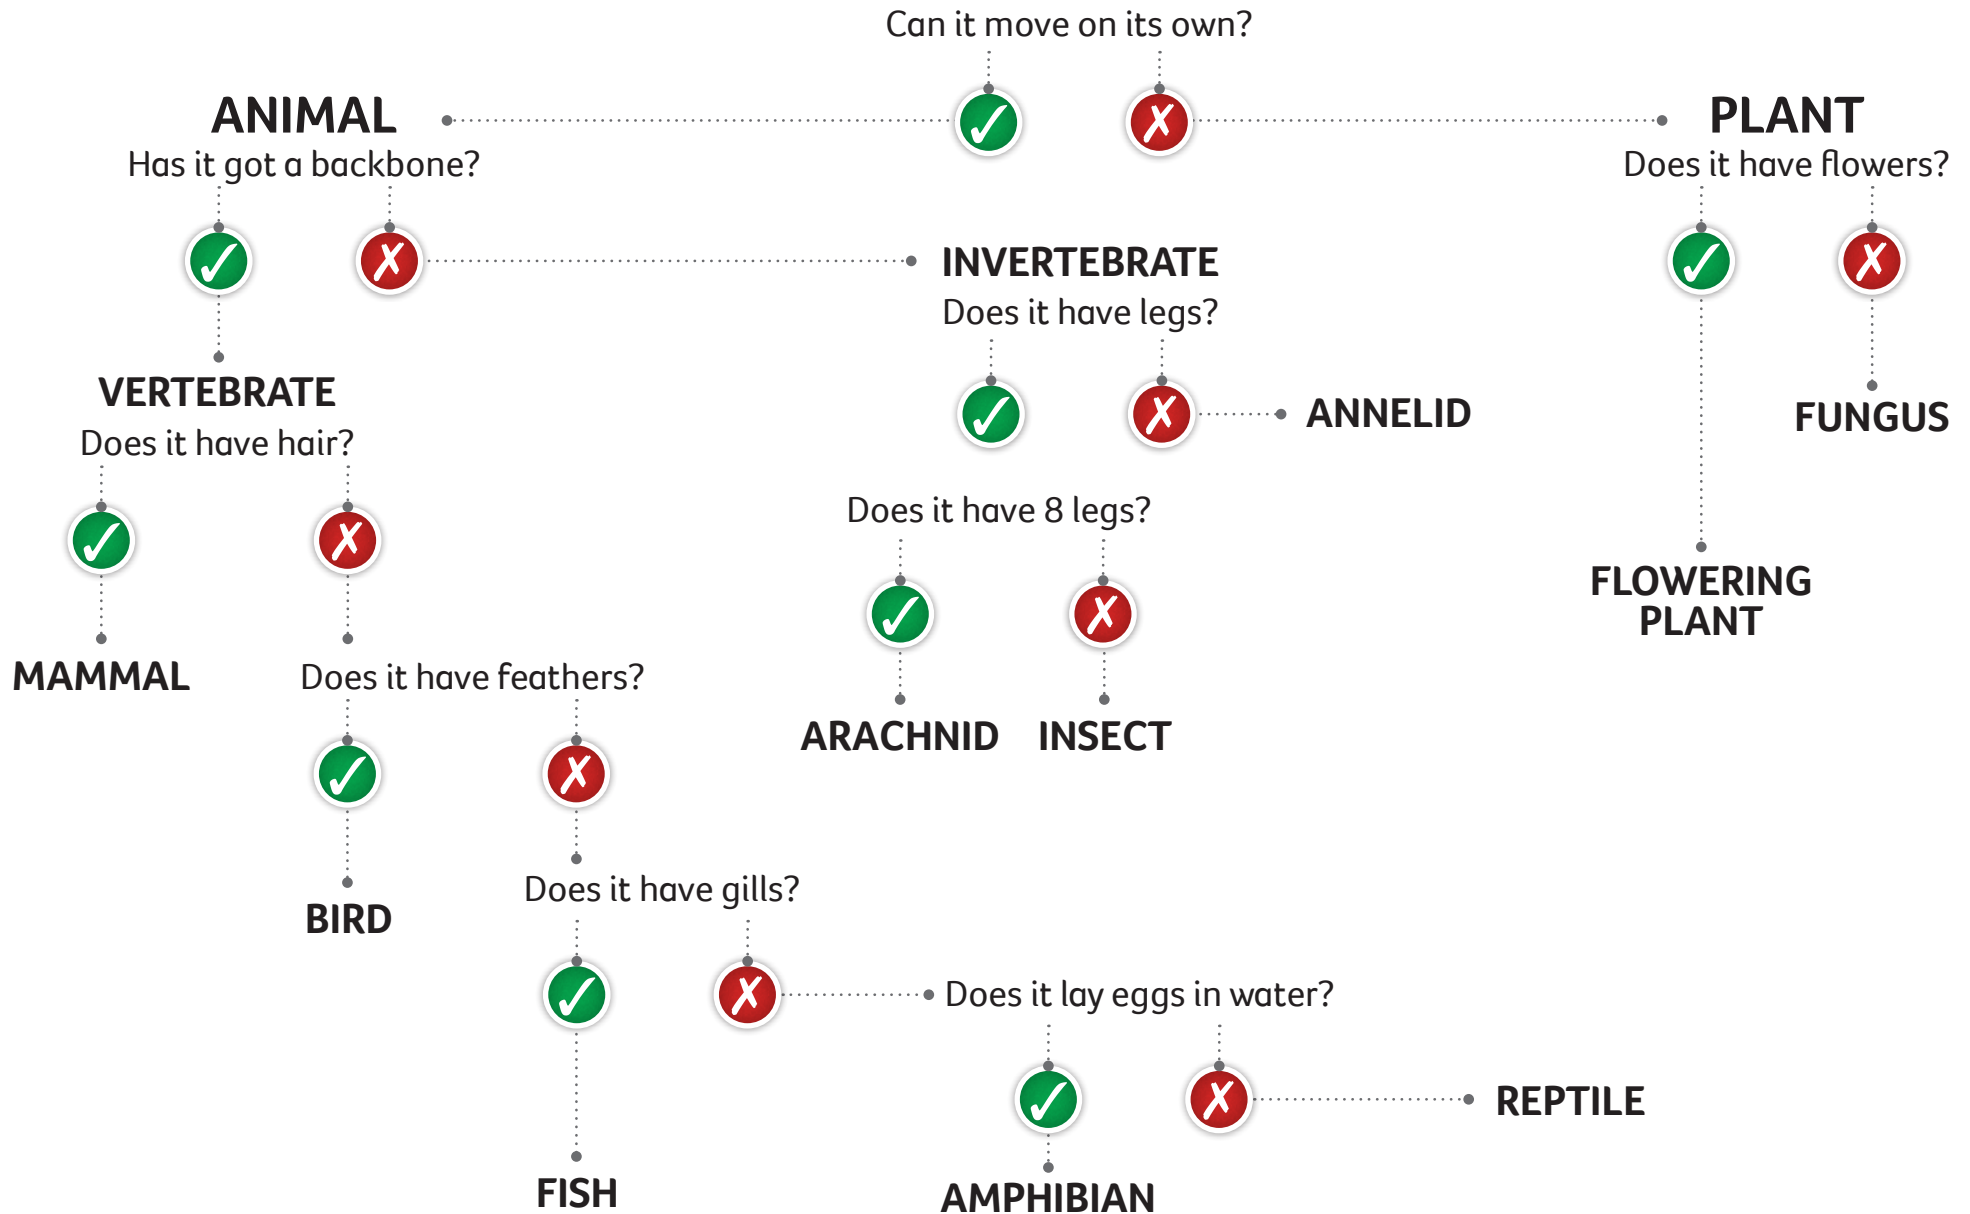 Can it move on its own?
ANIMAL
PLANT
Has it got a backbone?
Does it have flowers?
INVERTEBRATE
Does it have legs?
VERTEBRATE
ANNELID
FUNGUS
Does it have hair?
Does it have 8 legs?
FLOWERING
PLANT
MAMMAL
Does it have feathers?
ARACHNID
INSECT
Does it have gills?
BIRD
Does it lay eggs in water?
REPTILE
FISH
AMPHIBIAN